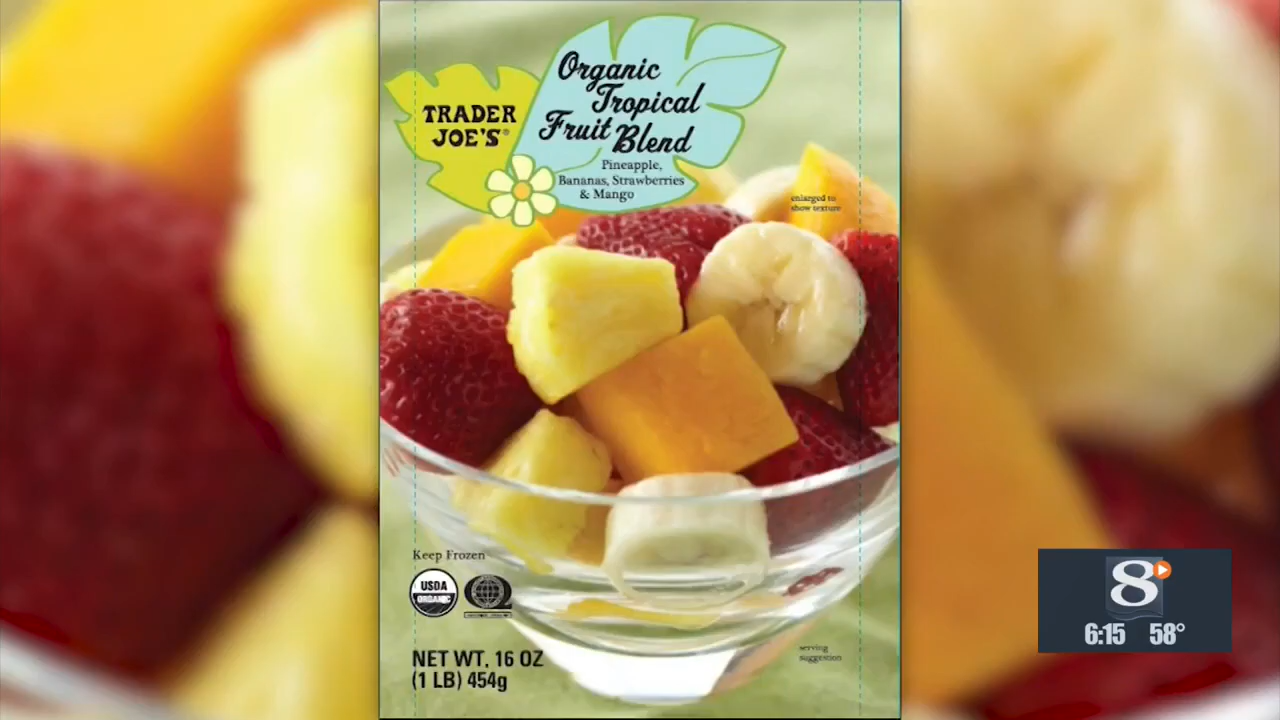 TRADER
JOE'S®
Organic
Tropical
Fruit Blend
Pineapple,
Bananas, Strawberries
& Mango
enlarged to
show texture
Keep Frozen
USDA
ORGANIC
NET WT. 16 OZ
(1 LB) 454g
serving
suggestion
8
6:15 58°